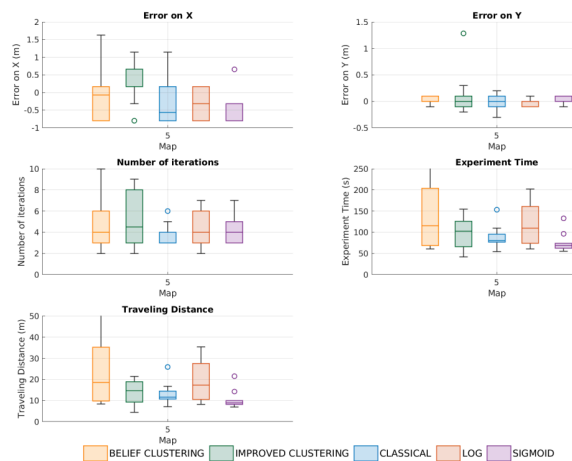 Error on X
Error on X (m)
2
1.5
1
0.5
0
-0.5
-1
5
Map
Error on Y
Error on Y (m)
1.5
1
0.5
0
-0.5
5
Map
Number of iterations
Number of iterations
10
8
6
4
2
0
5
Map
Experiment Time
Experiment Time (s)
250
200
150
100
50
0
5
Map
Traveling Distance
Traveling Distance (m)
50
40
30
20
10
0
5
Map
BELIEF CLUSTERING IMPROVED CLUSTERING CLASSICAL LOG SIGMOID